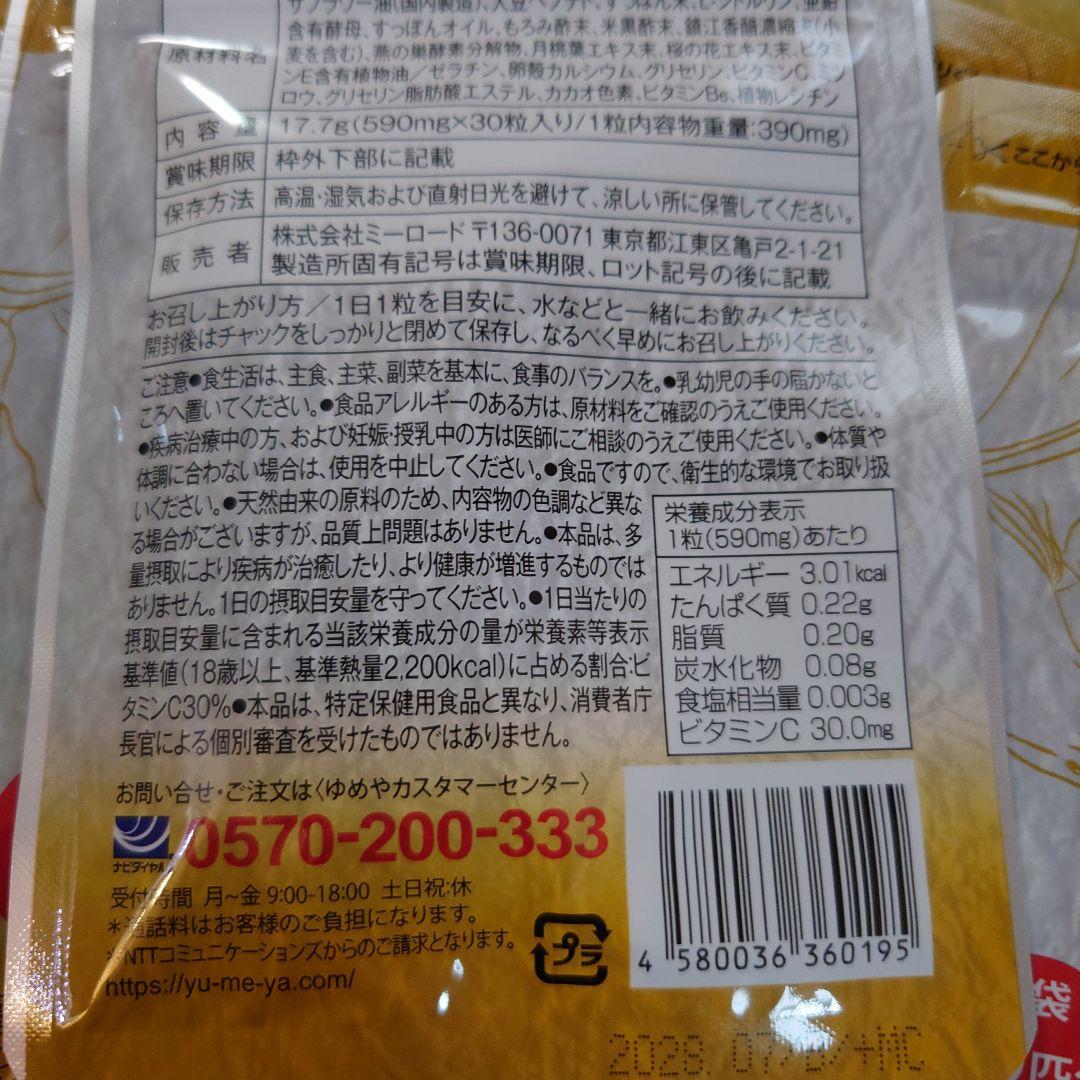 サフラワー油(国内製造)、大豆ペプチド、すっぽん末、L-シトルリン、亜鉛
原材料名
含有酵母、すっぽんオイル、もろみ酢末、米黒酢末、鎮江香醋濃縮末(小
麦を含む)、燕の巣酵素分解物、月桃葉エキス末、桜の花エキス末、ビタミ
ンE含有植物油/ゼラチン、卵殻カルシウム、グリセリン、ビタミンC、ミツ
ロウ、グリセリン脂肪酸エステル、カカオ色素、ビタミンB6、植物レシチン
内容量 17.7g(590mg×30粒入り/1粒内容物重量:390mg)
賞味期限 枠外下部に記載
保存方法 高温・湿気および直射日光を避けて、涼しい所に保管してください。
販売者 株式会社ミーロード 〒136-0071 東京都江東区亀戸2-1-21
製造所固有記号は賞味期限、ロット記号の後に記載
お召し上がり方/1日1粒を目安に、水などと一緒にお飲みください。
開封後はチャックをしっかりと閉めて保存し、なるべく早めにお召し上がりください。
ご注意●食生活は、主食、主菜、副菜を基本に、食事のバランスを。●乳幼児の手の届かないと
ころへ置いてください。●食品アレルギーのある方は、原材料をご確認のうえご使用ください。
●疾病治療中の方、および妊娠・授乳中の方は医師にご相談のうえご使用ください。●体質や
体調に合わない場合は、使用を中止してください。●食品ですので、衛生的な環境でお取り扱
いください。●天然由来の原料のため、内容物の色調など異な
る場合がございますが、品質上問題はありません。●本品は、多
量摂取により疾病が治癒したり、より健康が増進するものでは
ありません。1日の摂取目安量を守ってください。●1日当たりの
摂取目安量に含まれる当該栄養成分の量が栄養素等表示
基準値(18歳以上、基準熱量2,200kcal)に占める割合:ビ
タミンC30%●本品は、特定保健用食品と異なり、消費者庁
長官による個別審査を受けたものではありません。
栄養成分表示
1粒(590mg)あたり
エネルギー 3.01kcal
たんぱく質 0.22g
脂質 0.20g
炭水化物 0.08g
食塩相当量 0.003g
ビタミンC 30.0mg
お問い合せ・ご注文は〈ゆめやカスタマーセンター〉
ナビダイヤル 0570-200-333
受付時間 月~金 9:00-18:00 土日祝:休
*通話料はお客様のご負担になります。
*NTTコミュニケーションズからのご請求となります。
https://yu-me-ya.com/
プラ
4 580036 360195
ここから
袋
匹